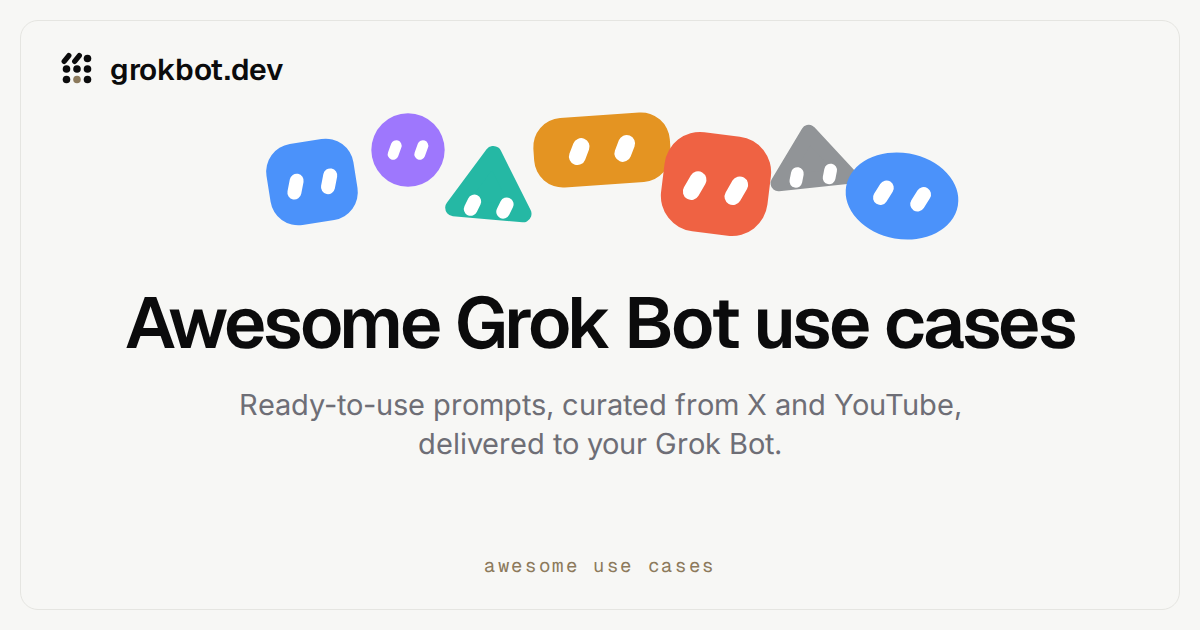 grokbot.dev
Awesome Grok Bot use cases
Ready-to-use prompts, curated from X and YouTube,
delivered to your Grok Bot.
awesome use cases